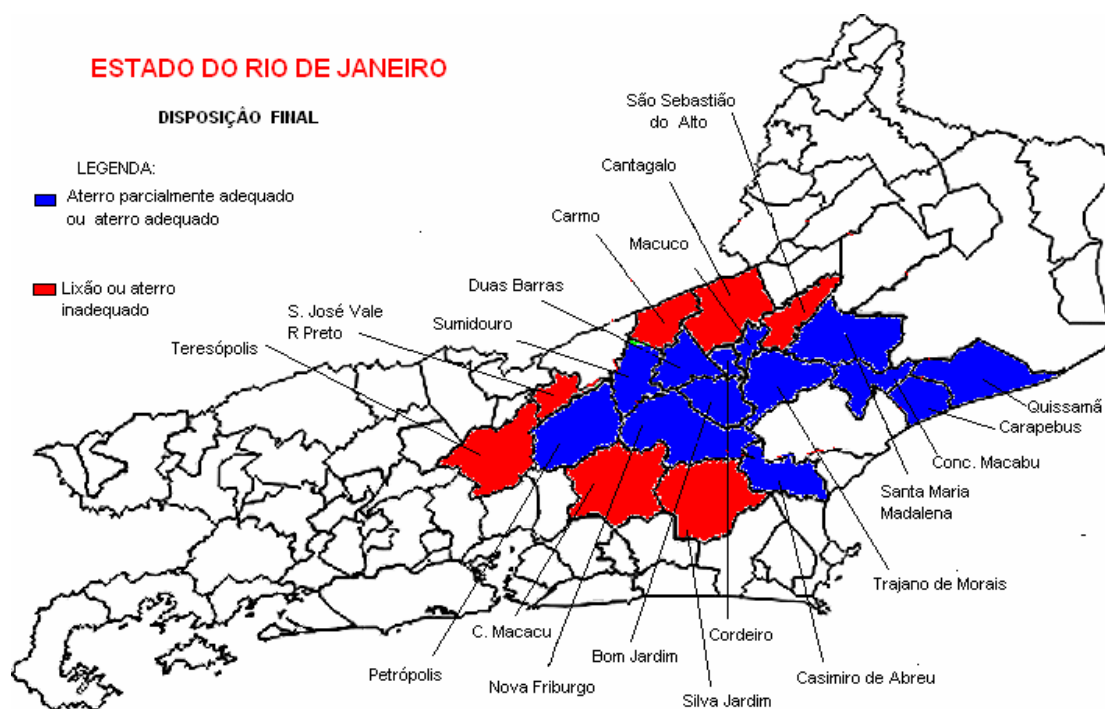 ESTADO DO RIO DE JANEIRO
DISPOSIÇÂO FINAL
LEGENDA:
Aterro parcialmente adequado
ou aterro adequado
Lixão ou aterro
inadequado
São Sebastião
do Alto
Cantagalo
Carmo
Macuco
Duas Barras
S. José Vale
R Preto
Sumidouro
Teresópolis
Quissamã
Carapebus
Conc. Macabu
Santa Maria
Madalena
Trajano de Morais
C. Macacu
Cordeiro
Bom Jardim
Petrópolis
Casimiro de Abreu
Nova Friburgo
Silva Jardim